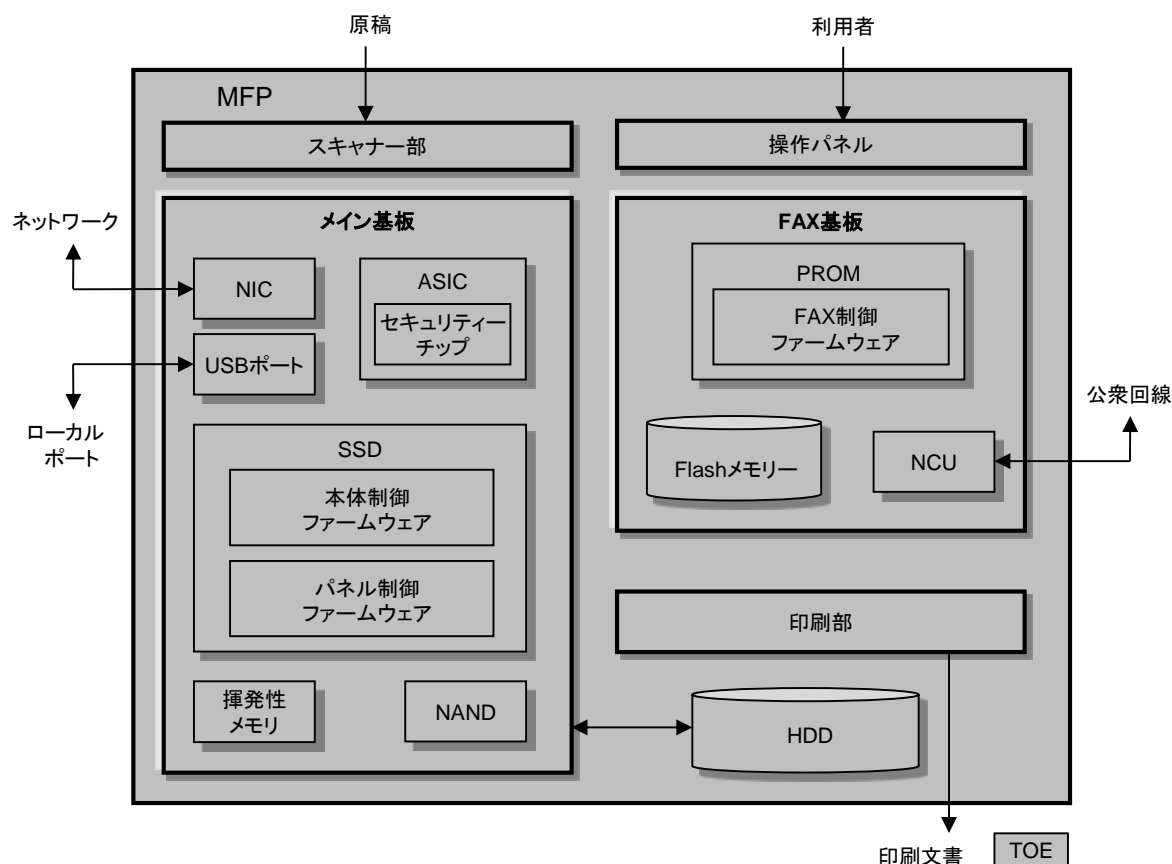 原稿
利用者
MFP
スキャナー部
操作パネル
メイン基板
FAX基板
ネットワーク
NIC
ASIC
セキュリティー
チップ
USBポート
ローカル
ポート
PROM
FAX制御
ファームウェア
公衆回線
Flashメモリー
NCU
SSD
本体制御
ファームウェア
パネル制御
ファームウェア
印刷部
揮発性
メモリ
NAND
HDD
印刷文書
TOE